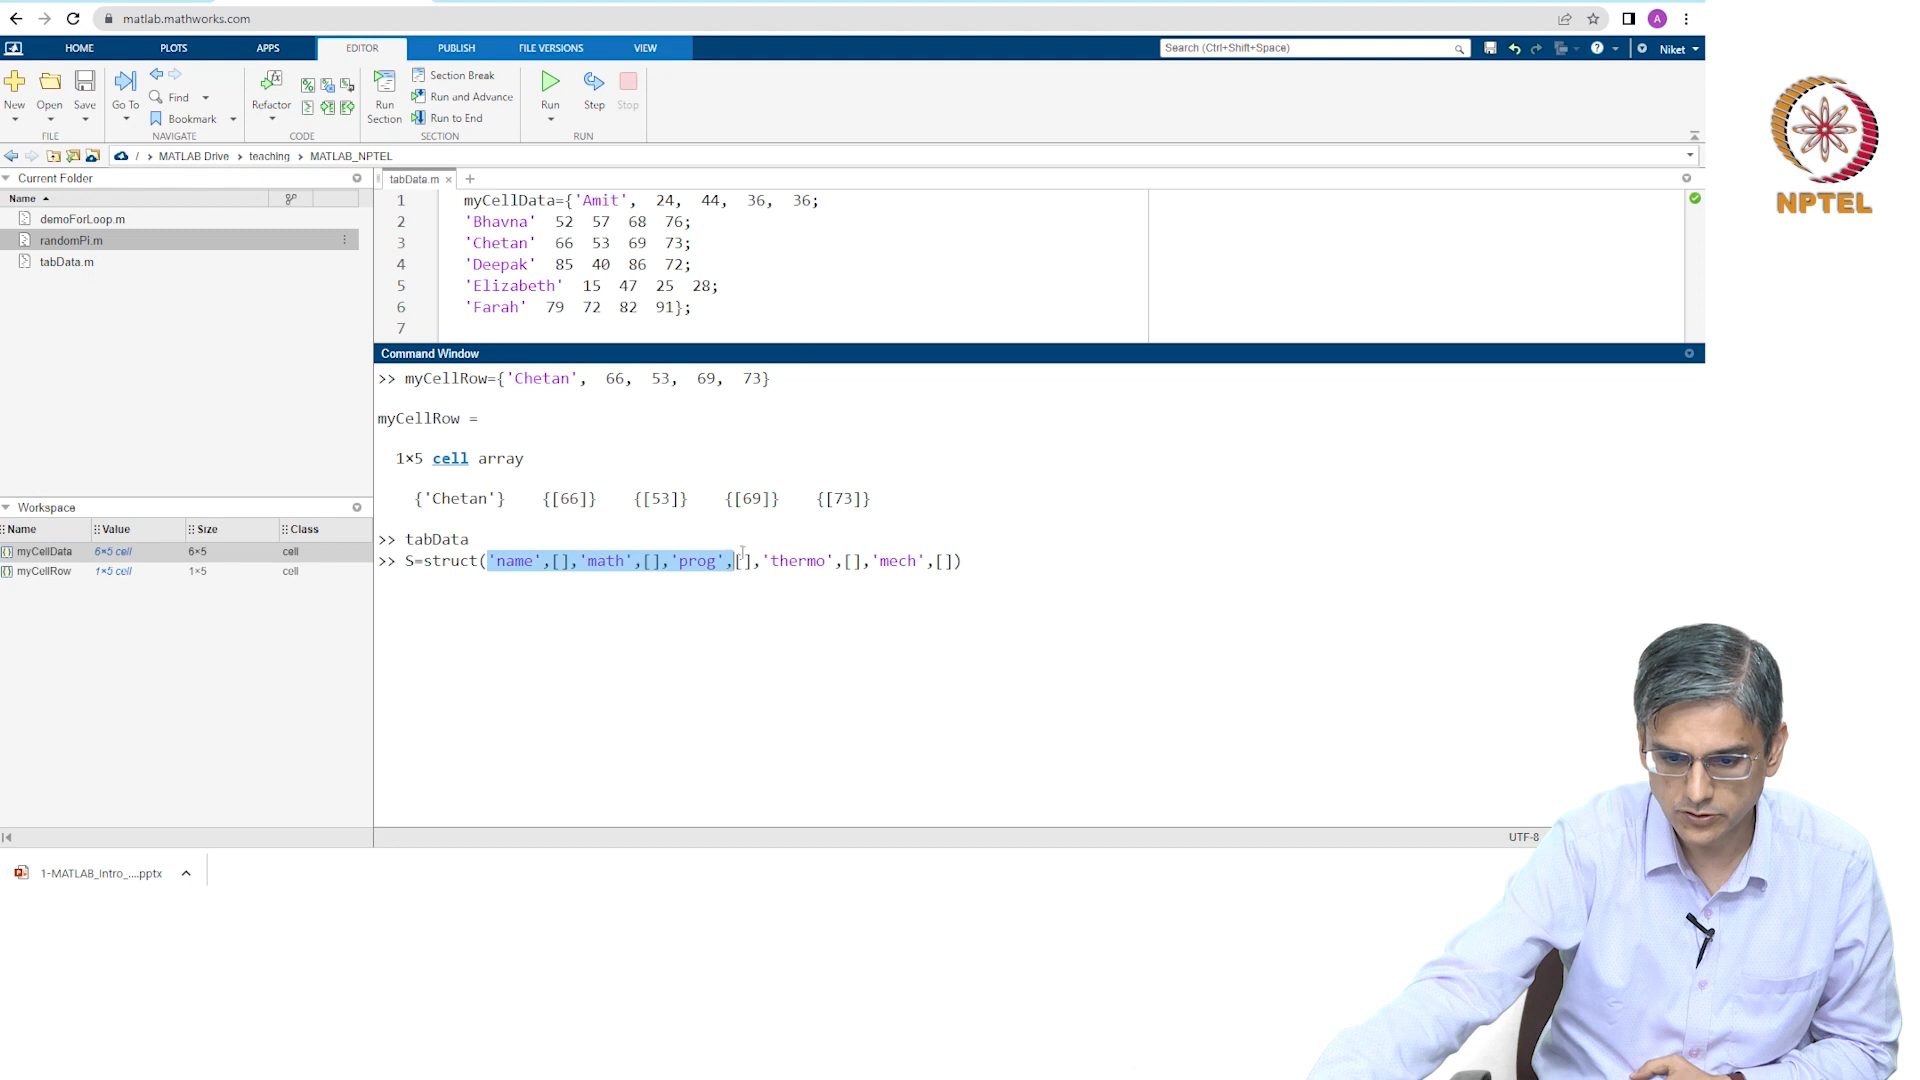 matlab.mathworks.com
A
HOME PLOTS APPS EDITOR PUBLISH FILE VERSIONS VIEW
Search (Ctrl+Shift+Space)
Niket
New Open Save
Go To
Find
Bookmark
Refactor
Run Section
Section Break
Run and Advance
Run to End
Run Step Stop
FILE NAVIGATE CODE SECTION RUN
/ MATLAB Drive teaching MATLAB_NPTEL
NPTEL
Current Folder
Name
demoForLoop.m
randomPi.m
tabData.m
Workspace
Name Value Size Class
myCellData 6×5 cell 6×5 cell
myCellRow 1×5 cell 1×5 cell
tabData.m × +
1 myCellData={'Amit', 24, 44, 36, 36;
2 'Bhavna' 52 57 68 76;
3 'Chetan' 66 53 69 73;
4 'Deepak' 85 40 86 72;
5 'Elizabeth' 15 47 25 28;
6 'Farah' 79 72 82 91};
7
Command Window
>> myCellRow={'Chetan', 66, 53, 69, 73}
myCellRow =
1×5 cell array
{'Chetan'} {[66]} {[53]} {[69]} {[73]}
>> tabData
>> S=struct('name',[],'math',[],'prog',[],'thermo',[],'mech',[])
UTF-8
1-MATLAB_Intro_....pptx